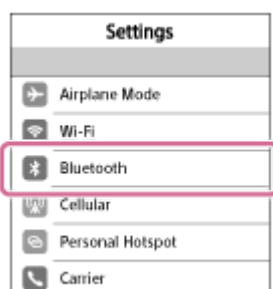 Settings
Airplane Mode
Wi-Fi
Bluetooth
Cellular
Personal Hotspot
Carrier